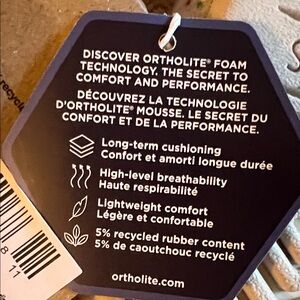 DISCOVER ORTHOLITE® FOAM
TECHNOLOGY. THE SECRET TO
COMFORT AND PERFORMANCE.
DÉCOUVREZ LA TECHNOLOGIE
D'ORTHOLITE® MOUSSE. LE SECRET DU
CONFORT ET DE LA PERFORMANCE.
Long-term cushioning
Confort et amorti longue durée
High-level breathability
Haute respirabilité
Lightweight comfort
Légère et confortable
5% recycled rubber content
5% de caoutchouc recyclé
ortholite.com
8 11